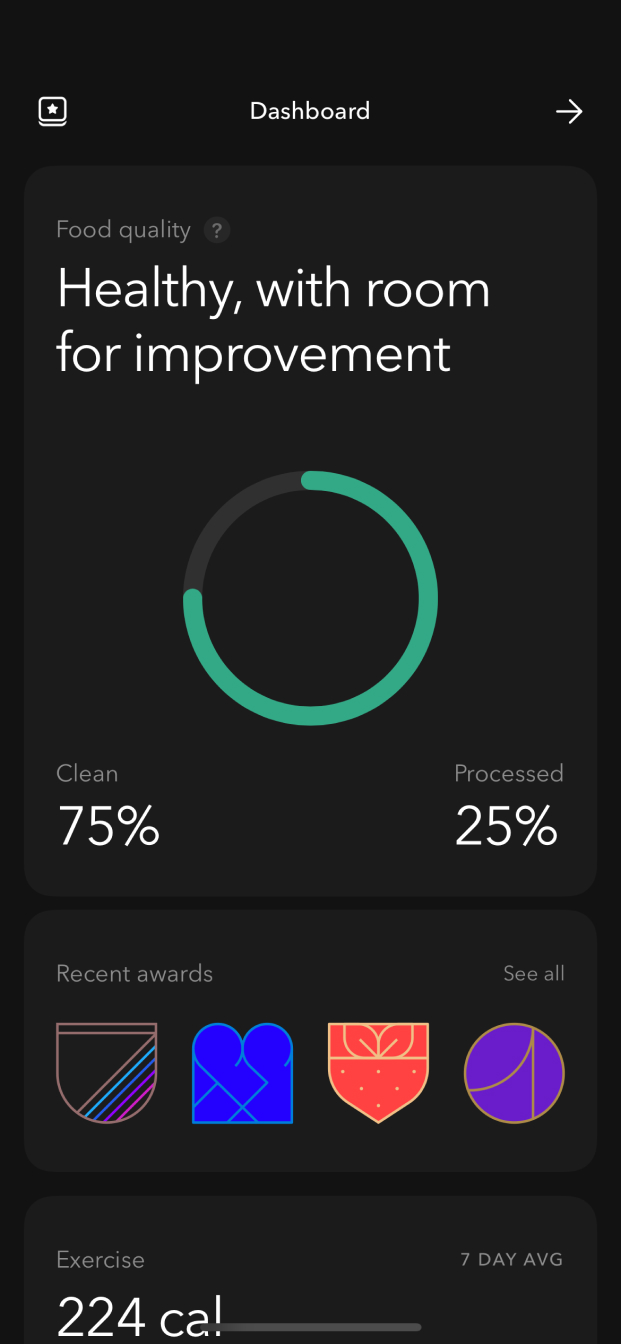 Dashboard
Food quality ?
Healthy, with room
for improvement
Clean
Processed
75%
25%
Recent awards
See all
Exercise
7 DAY AVG
224 cal